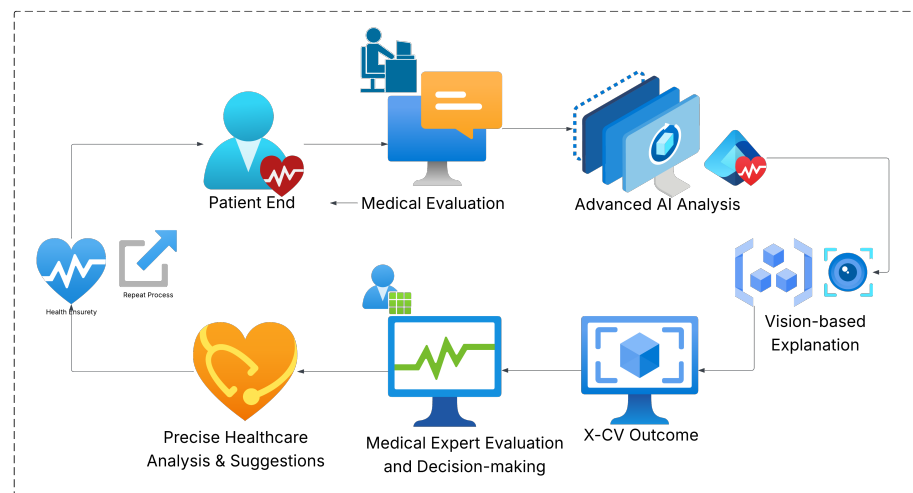 Patient End
Medical Evaluation
Advanced AI Analysis
Repeat Process
Health Ensurety
Vision-based
Explanation
Precise Healthcare
Analysis & Suggestions
Medical Expert Evaluation
and Decision-making
X-CV Outcome